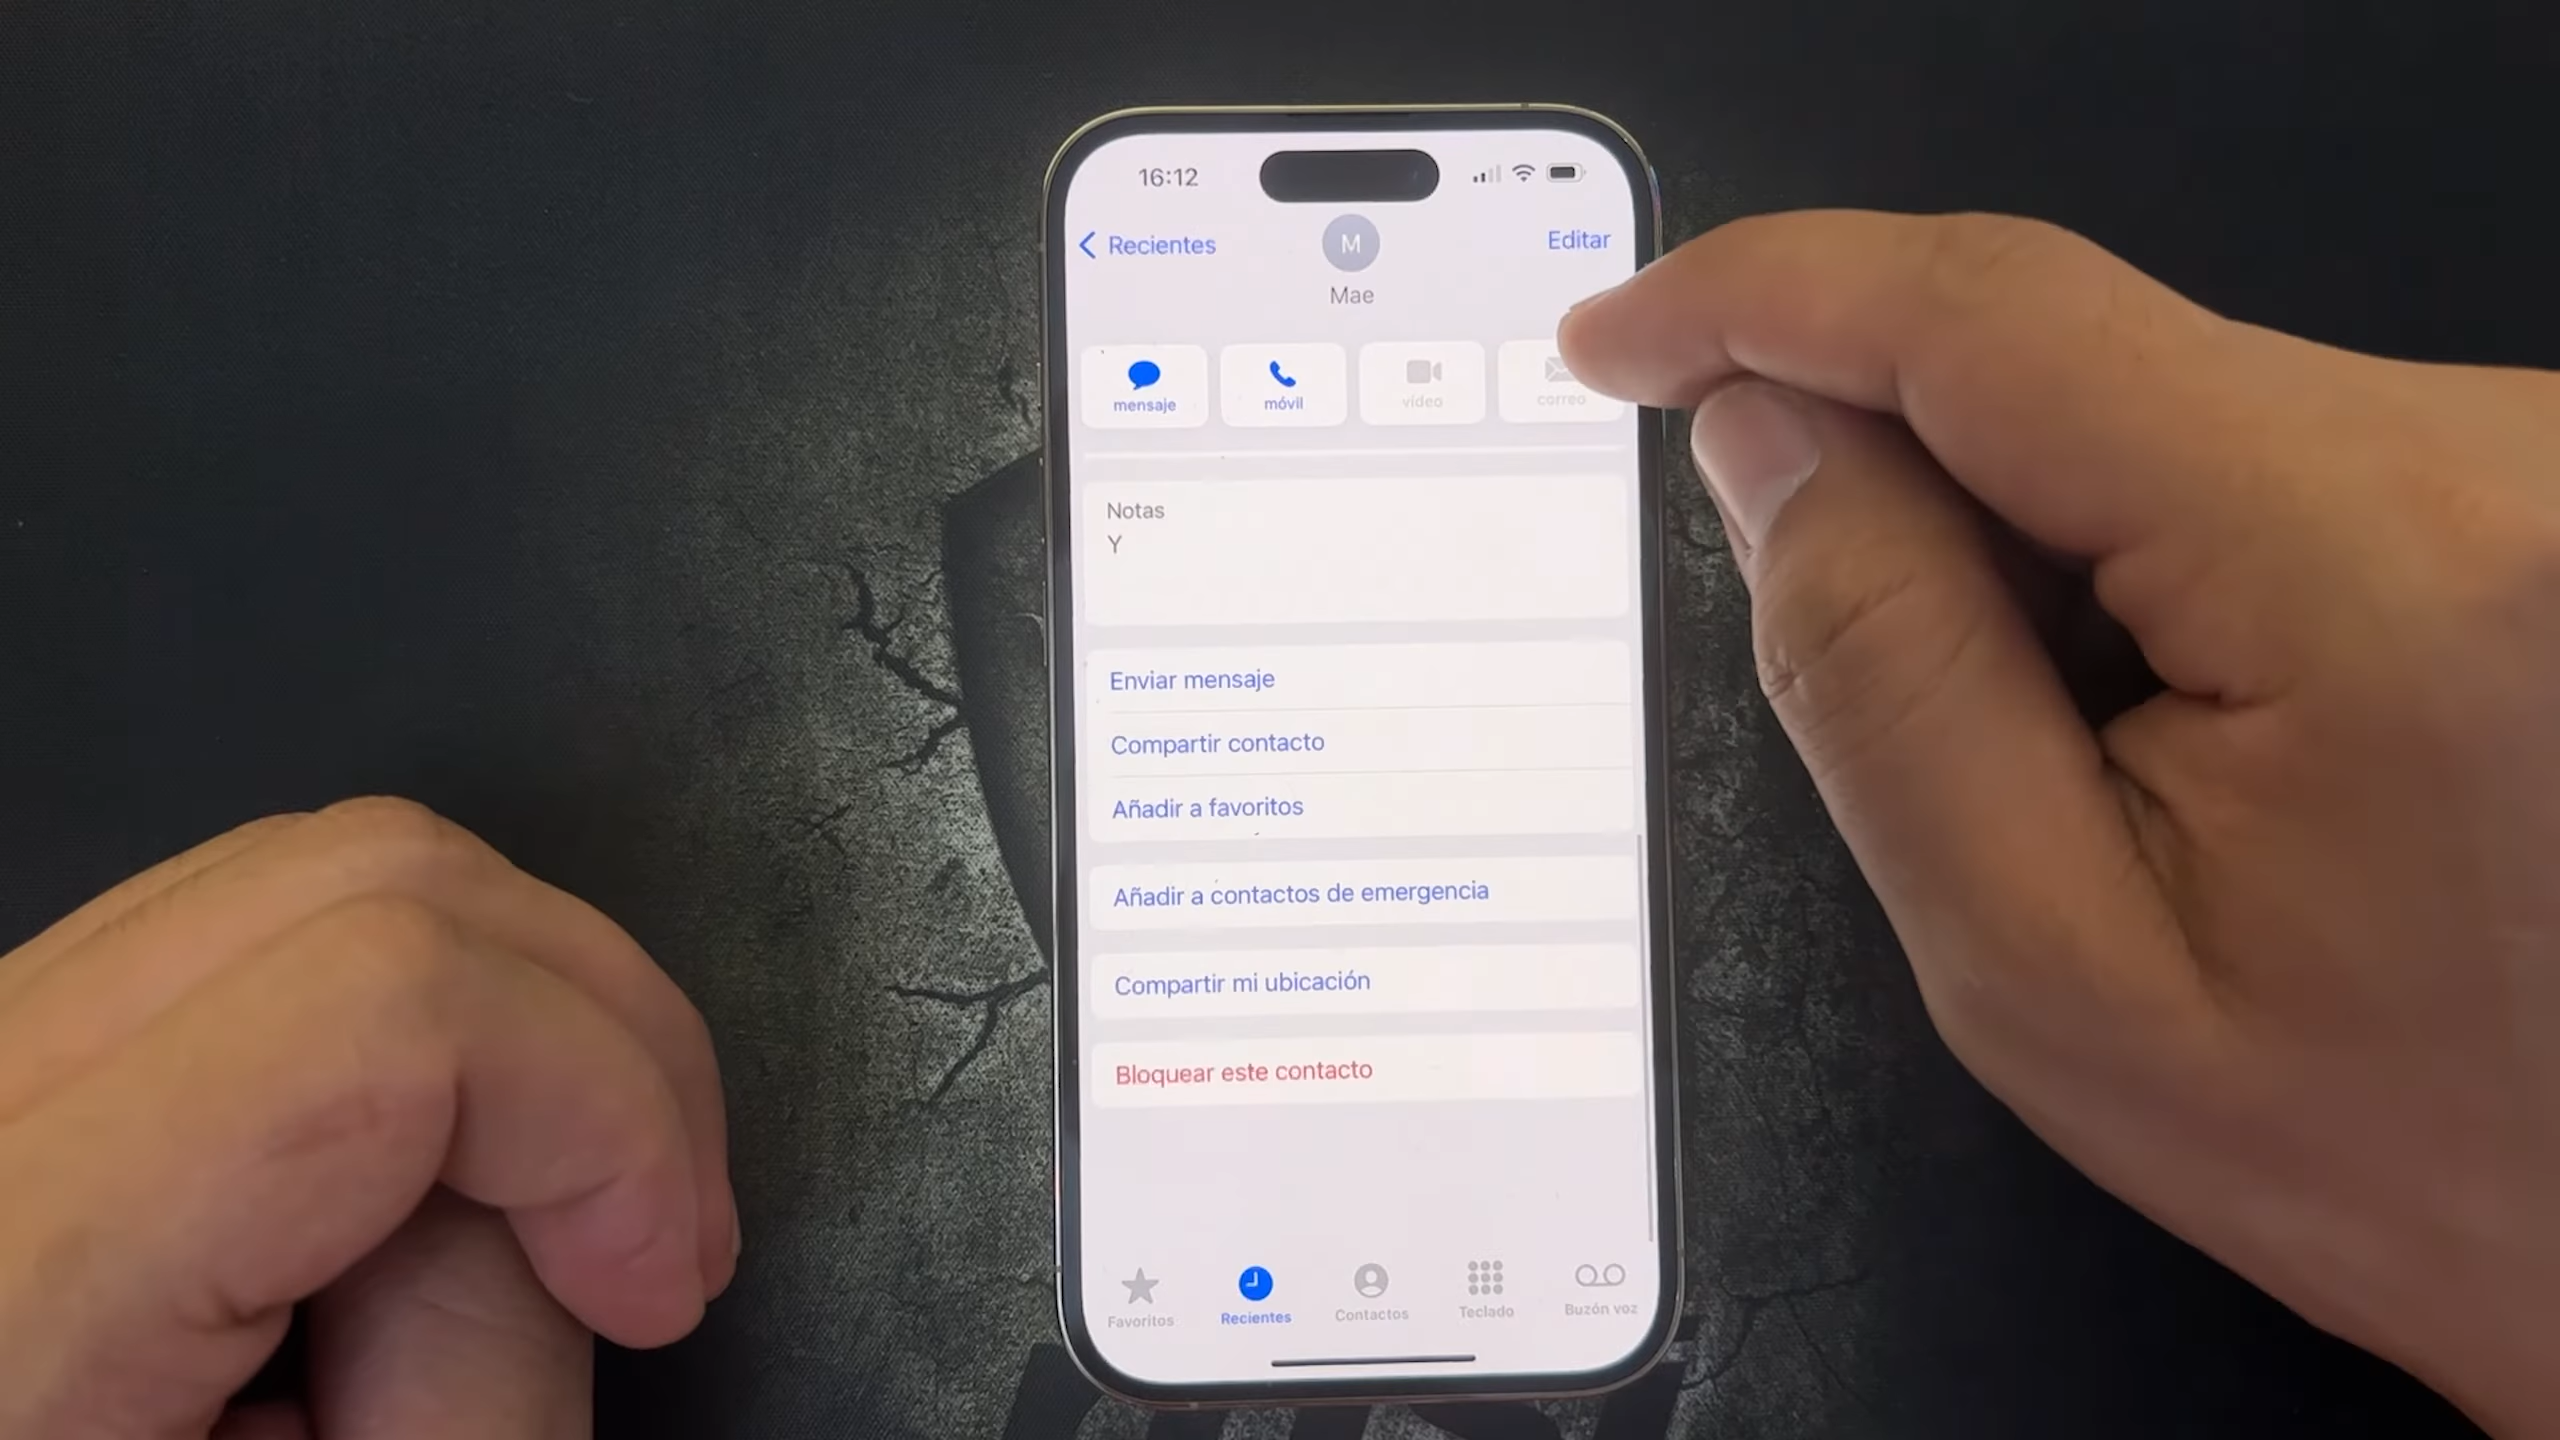 16:12
Recientes
M
Editar
Mae
mensaje
móvil
vídeo
correo
Notas
Y
Enviar mensaje
Compartir contacto
Añadir a favoritos
Añadir a contactos de emergencia
Compartir mi ubicación
Bloquear este contacto
Favoritos
Recientes
Contactos
Teclado
Buzón voz